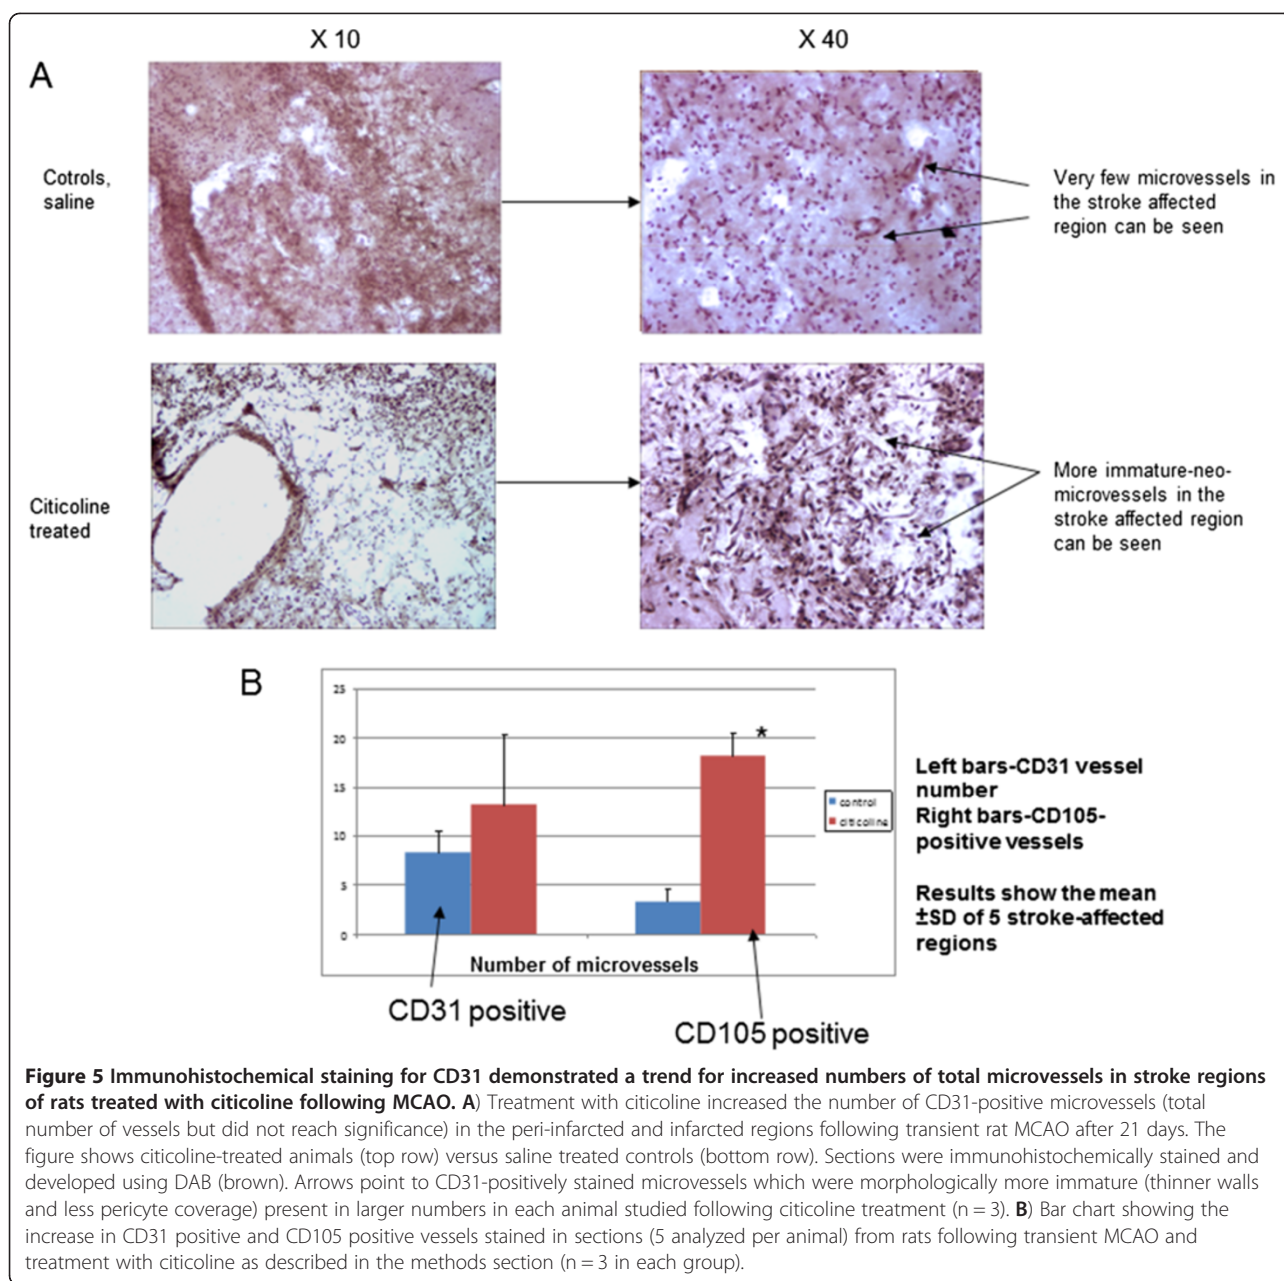 X 10
X 40
A
Cotrols,
saline
Very few microvessels in
the stroke affected
region can be seen
Citicoline
treated
More immature-neo-
microvessels in the
stroke affected region
can be seen
B
25
20
15
10
5
0
*
control
citicoline
Number of microvessels
CD31 positive
CD105 positive
Left bars-CD31 vessel
number
Right bars-CD105-
positive vessels
Results show the mean
±SD of 5 stroke-affected
regions
Figure 5 Immunohistochemical staining for CD31 demonstrated a trend for increased numbers of total microvessels in stroke regions
of rats treated with citicoline following MCAO. A) Treatment with citicoline increased the number of CD31-positive microvessels (total
number of vessels but did not reach significance) in the peri-infarcted and infarcted regions following transient rat MCAO after 21 days. The
figure shows citicoline-treated animals (top row) versus saline treated controls (bottom row). Sections were immunohistochemically stained and
developed using DAB (brown). Arrows point to CD31-positively stained microvessels which were morphologically more immature (thinner walls
and less pericyte coverage) present in larger numbers in each animal studied following citicoline treatment (n = 3). B) Bar chart showing the
increase in CD31 positive and CD105 positive vessels stained in sections (5 analyzed per animal) from rats following transient MCAO and
treatment with citicoline as described in the methods section (n = 3 in each group).